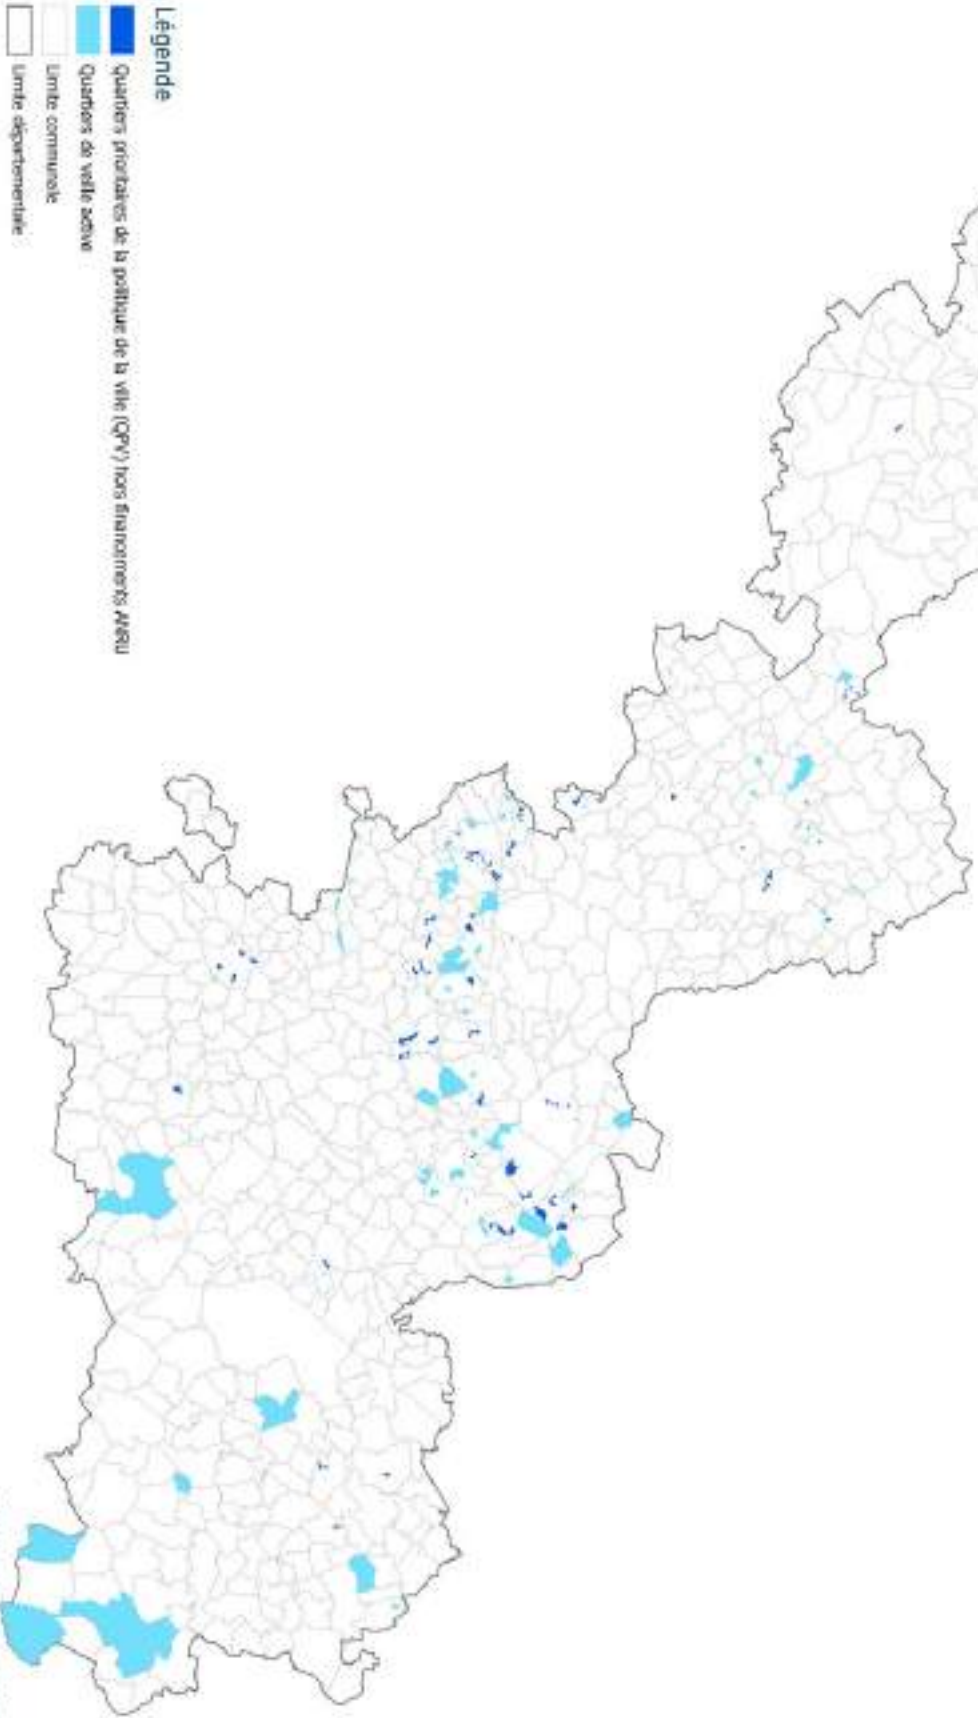 Légende
Quartiers prioritaires de la politique de la ville (QPV) hors financements ANRU
Quartiers de veille active
Limite communale
Limite départementale